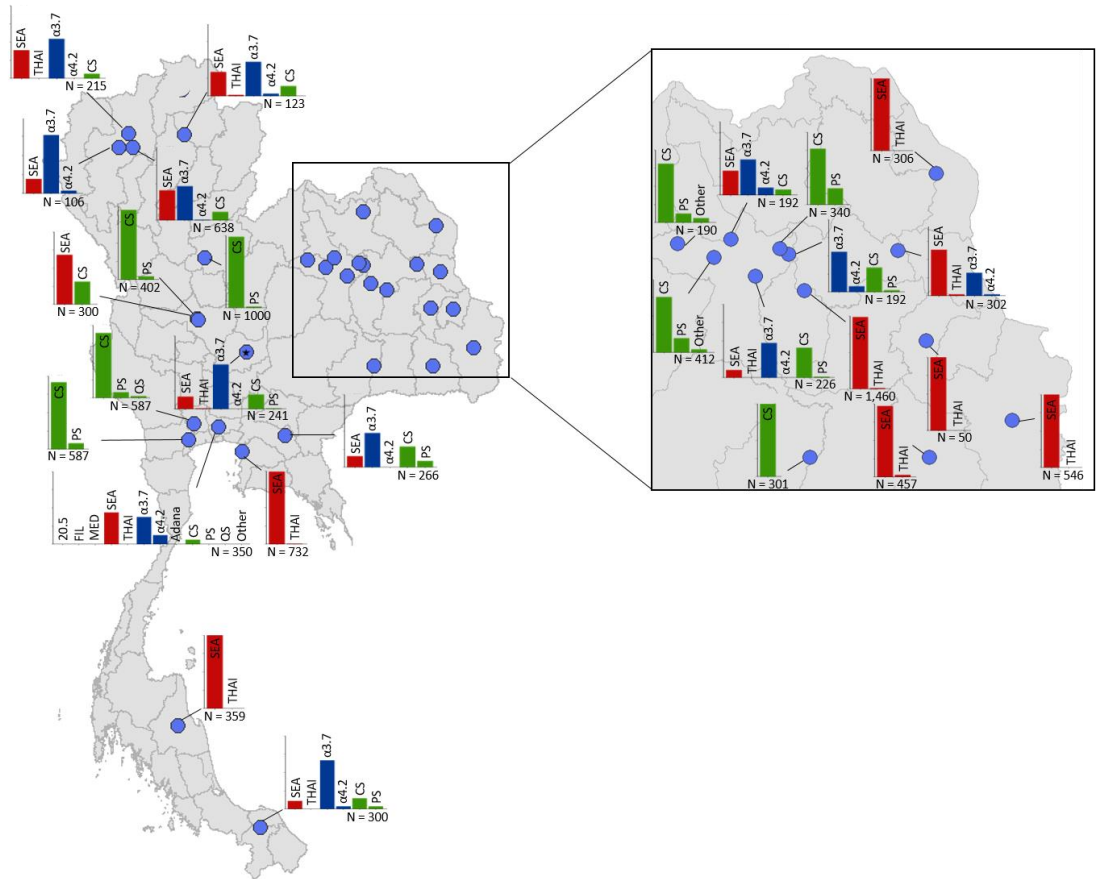 SEA THAI α3.7 α4.2 CS
N = 215
SEA THAI α3.7 α4.2 CS
N = 123
SEA α3.7 α4.2
N = 106
SEA α3.7 α4.2 CS
N = 638
CS PS
N = 402
CS PS
N = 1000
SEA CS
N = 300
CS PS QS
N = 587
SEA THAI α3.7 α4.2 CS PS
N = 241
CS PS
N = 587
SEA α3.7 α4.2 CS PS
N = 266
20.5 FIL MED SEA THAI α3.7 α4.2 Adana CS PS QS Other
N = 350
SEA THAI
N = 732
SEA THAI
N = 359
SEA THAI α3.7 α4.2 CS PS
N = 300
SEA THAI
N = 306
CS PS Other
N = 190
SEA α3.7 α4.2 CS
N = 192
CS PS
N = 340
α3.7 α4.2 CS PS
N = 192
SEA THAI α3.7 α4.2
N = 302
CS PS Other
N = 412
SEA THAI α3.7 α4.2 CS PS
N = 226
SEA THAI
N = 1,460
SEA THAI
N = 50
CS
N = 301
SEA THAI
N = 457
SEA THAI
N = 546